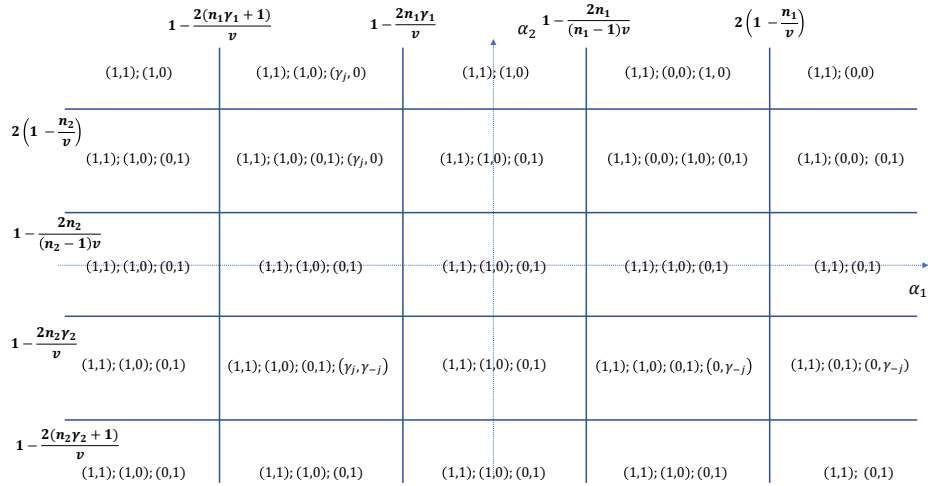 1 − 2(n₁γ₁ + 1)/v 1 − 2n₁γ₁/v α₂ 1 − 2n₁/((n₁ − 1)v) 2(1 − n₁/v)
(1,1); (1,0) (1,1); (1,0); (γⱼ, 0) (1,1); (1,0) (1,1); (0,0); (1,0) (1,1); (0,0)
2(1 − n₂/v)
(1,1); (1,0); (0,1) (1,1); (1,0); (0,1); (γⱼ, 0) (1,1); (1,0); (0,1) (1,1); (0,0); (1,0); (0,1) (1,1); (0,0); (0,1)
1 − 2n₂/((n₂ − 1)v)
(1,1); (1,0); (0,1) (1,1); (1,0); (0,1) (1,1); (1,0); (0,1) (1,1); (1,0); (0,1) (1,1); (0,1)
α₁
1 − 2n₂γ₂/v
(1,1); (1,0); (0,1) (1,1); (1,0); (0,1); (γⱼ, γ₋ⱼ) (1,1); (1,0); (0,1) (1,1); (1,0); (0,1); (0, γ₋ⱼ) (1,1); (0,1); (0, γ₋ⱼ)
1 − 2(n₂γ₂ + 1)/v
(1,1); (1,0); (0,1) (1,1); (1,0); (0,1) (1,1); (1,0); (0,1) (1,1); (1,0); (0,1) (1,1); (0,1)